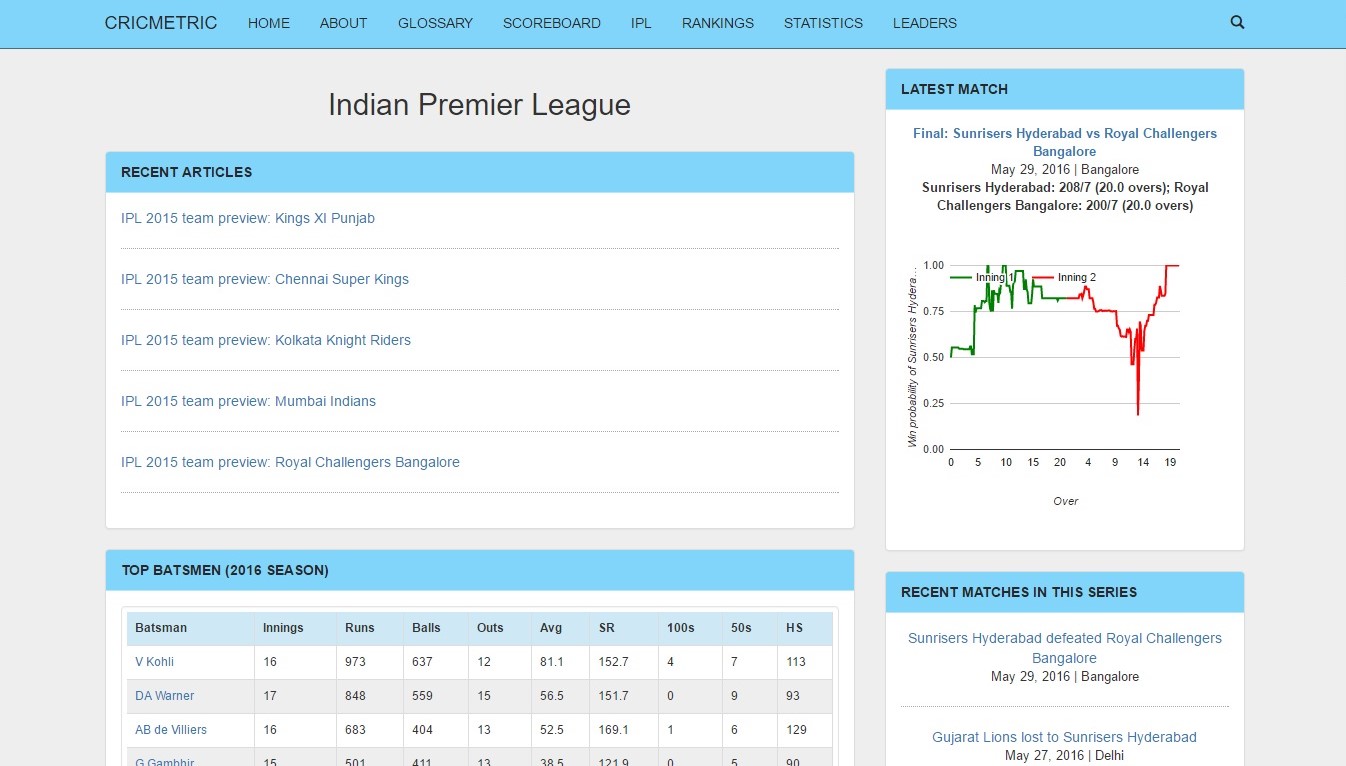 CRICMETRIC HOME ABOUT GLOSSARY SCOREBOARD IPL RANKINGS STATISTICS LEADERS
Indian Premier League
RECENT ARTICLES
IPL 2015 team preview: Kings XI Punjab
IPL 2015 team preview: Chennai Super Kings
IPL 2015 team preview: Kolkata Knight Riders
IPL 2015 team preview: Mumbai Indians
IPL 2015 team preview: Royal Challengers Bangalore
TOP BATSMEN (2016 SEASON)
Batsman Innings Runs Balls Outs Avg SR 100s 50s HS
V Kohli 16 973 637 12 81.1 152.7 4 7 113
DA Warner 17 848 559 15 56.5 151.7 0 9 93
AB de Villiers 16 683 404 13 52.5 169.1 1 6 129
G Gambhir 15 501 411 13 38.5 121.9 0 5 90
LATEST MATCH
Final: Sunrisers Hyderabad vs Royal Challengers
Bangalore
May 29, 2016 | Bangalore
Sunrisers Hyderabad: 208/7 (20.0 overs); Royal
Challengers Bangalore: 200/7 (20.0 overs)
Win probability of Sunrisers Hydera...
Inning 1 Inning 2
1.00
0.75
0.50
0.25
0.00
0 5 10 15 20 4 9 14 19
Over
RECENT MATCHES IN THIS SERIES
Sunrisers Hyderabad defeated Royal Challengers
Bangalore
May 29, 2016 | Bangalore
Gujarat Lions lost to Sunrisers Hyderabad
May 27, 2016 | Delhi